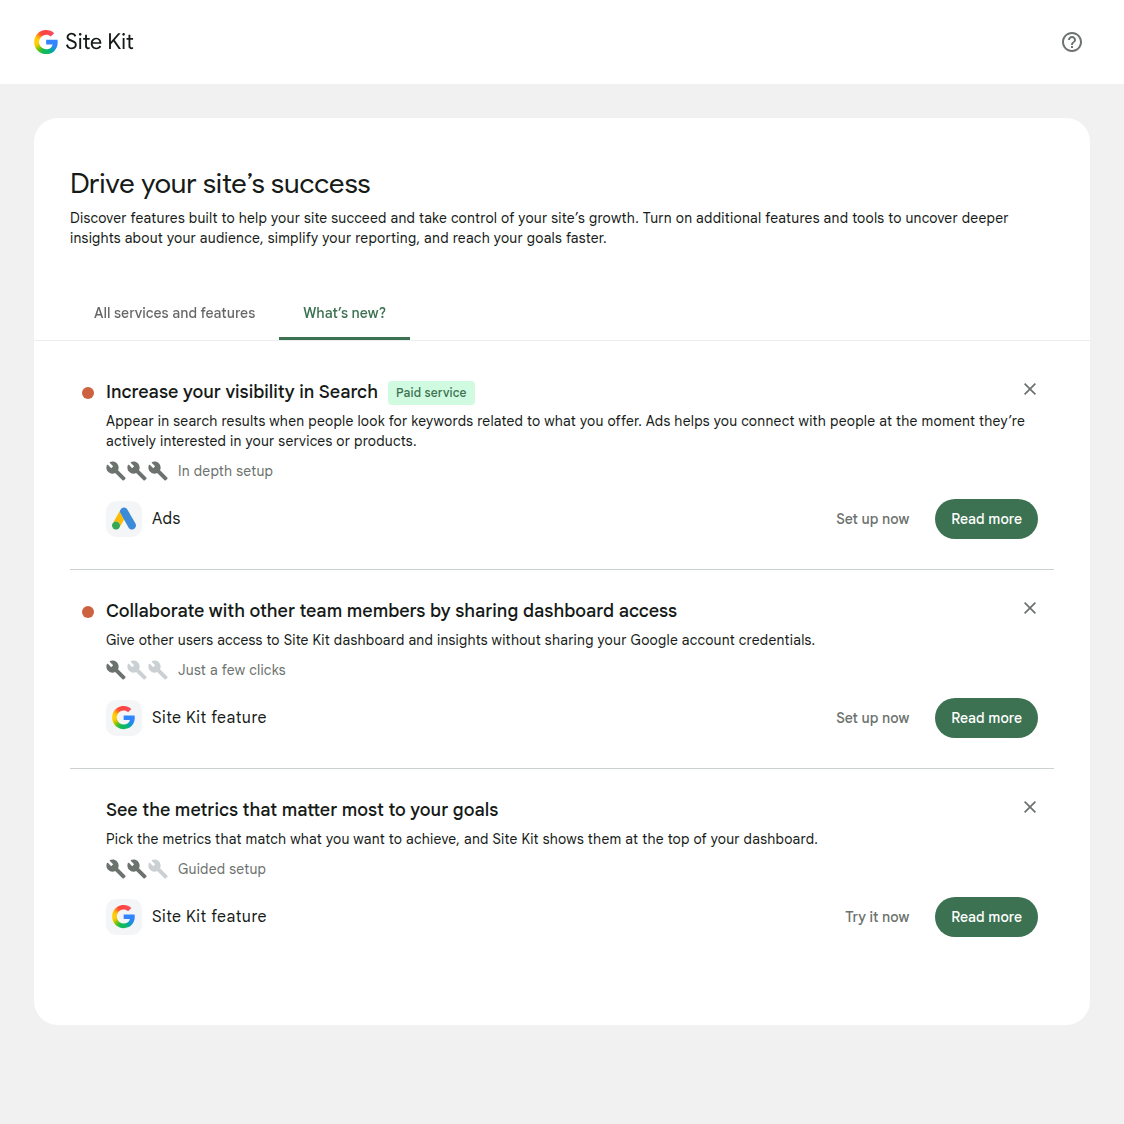 Site Kit
Drive your site’s success
Discover features built to help your site succeed and take control of your site’s growth. Turn on additional features and tools to uncover deeper
insights about your audience, simplify your reporting, and reach your goals faster.
All services and features
What’s new?
Increase your visibility in Search
Paid service
Appear in search results when people look for keywords related to what you offer. Ads helps you connect with people at the moment they’re
actively interested in your services or products.
In depth setup
Ads
Set up now
Read more
Collaborate with other team members by sharing dashboard access
Give other users access to Site Kit dashboard and insights without sharing your Google account credentials.
Just a few clicks
Site Kit feature
Set up now
Read more
See the metrics that matter most to your goals
Pick the metrics that match what you want to achieve, and Site Kit shows them at the top of your dashboard.
Guided setup
Site Kit feature
Try it now
Read more